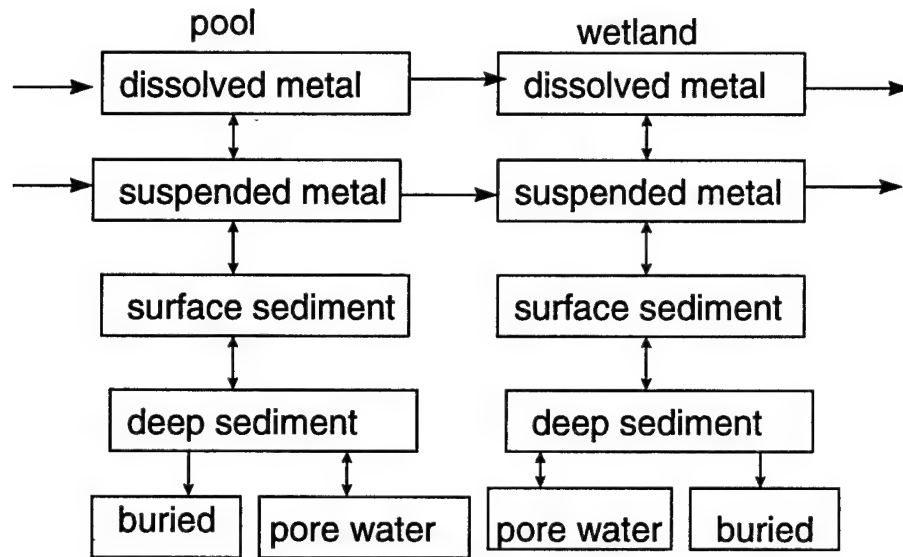 pool
wetland
dissolved metal
dissolved metal
suspended metal
suspended metal
surface sediment
surface sediment
deep sediment
deep sediment
buried
pore water
pore water
buried